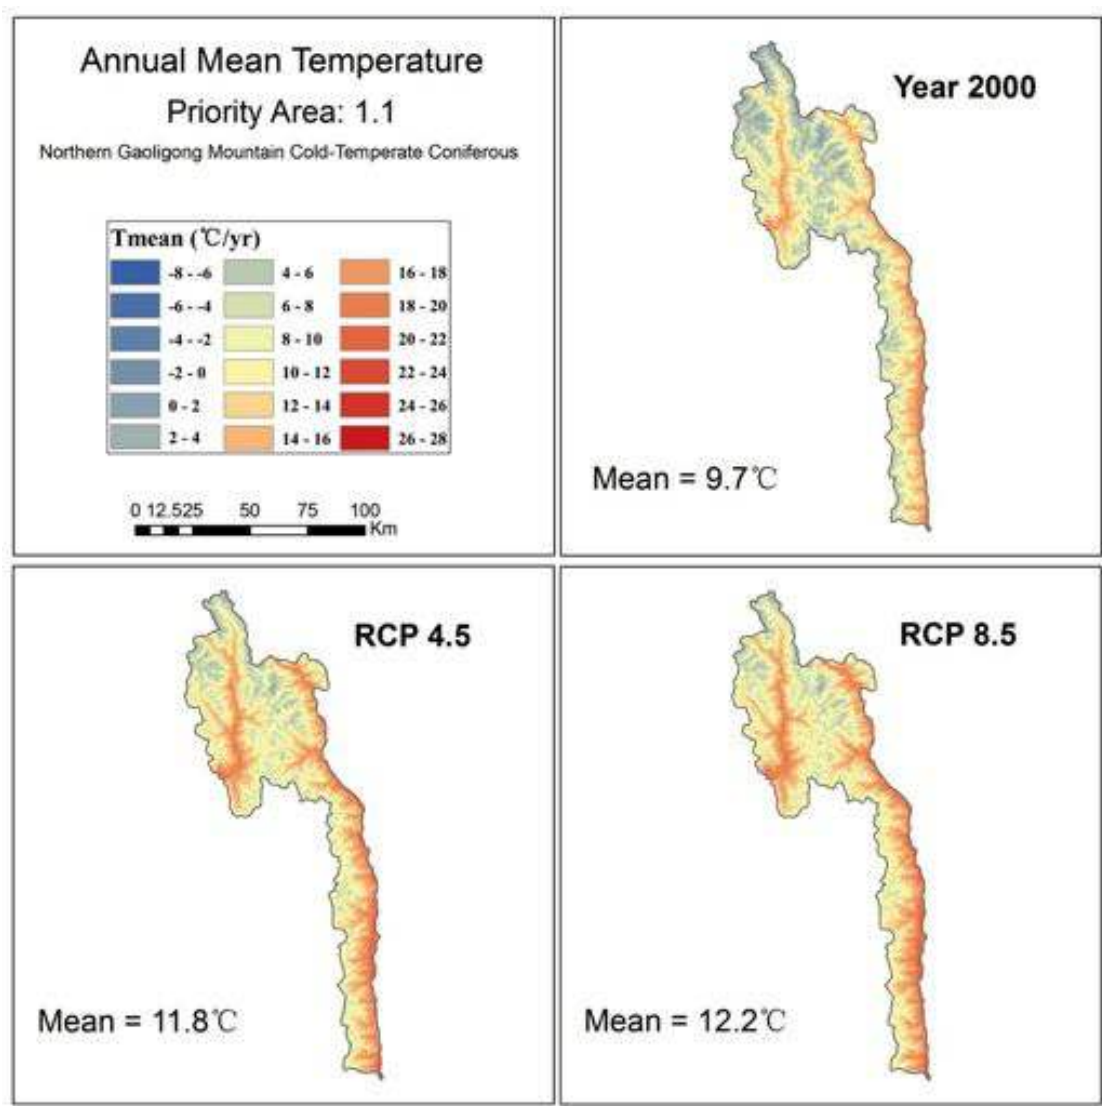 Annual Mean Temperature
Priority Area: 1.1
Northern Gaoligong Mountain Cold-Temperate Coniferous
Tmean (℃/yr)
-8 - -6
-6 - -4
-4 - -2
-2 - 0
0 - 2
2 - 4
4 - 6
6 - 8
8 - 10
10 - 12
12 - 14
14 - 16
16 - 18
18 - 20
20 - 22
22 - 24
24 - 26
26 - 28
0 12.525 50 75 100
Km
Year 2000
Mean = 9.7℃
RCP 4.5
Mean = 11.8℃
RCP 8.5
Mean = 12.2℃